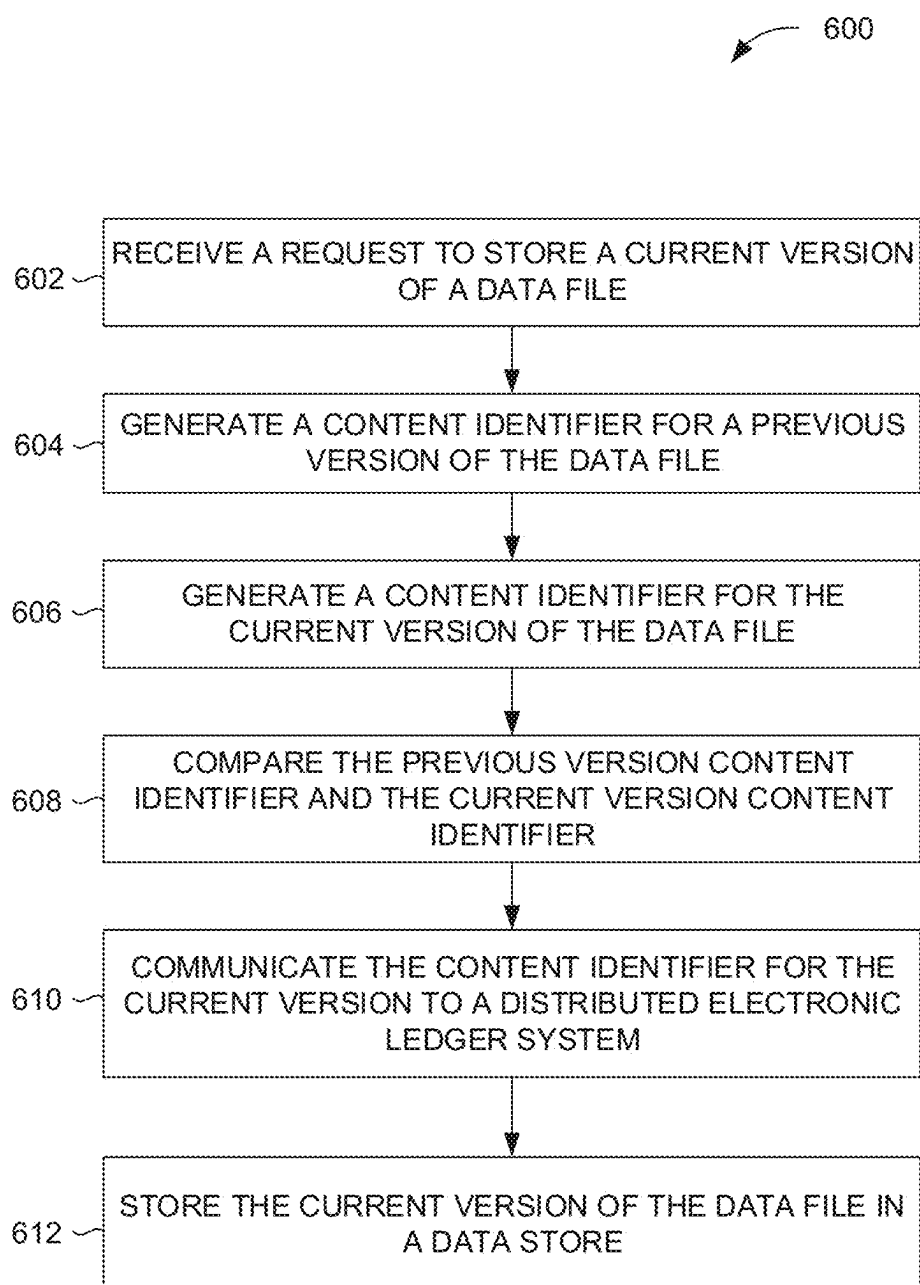 600
602
RECEIVE A REQUEST TO STORE A CURRENT VERSION
OF A DATA FILE
604
GENERATE A CONTENT IDENTIFIER FOR A PREVIOUS
VERSION OF THE DATA FILE
606
GENERATE A CONTENT IDENTIFIER FOR THE
CURRENT VERSION OF THE DATA FILE
608
COMPARE THE PREVIOUS VERSION CONTENT
IDENTIFIER AND THE CURRENT VERSION CONTENT
IDENTIFIER
610
COMMUNICATE THE CONTENT IDENTIFIER FOR THE
CURRENT VERSION TO A DISTRIBUTED ELECTRONIC
LEDGER SYSTEM
612
STORE THE CURRENT VERSION OF THE DATA FILE IN
A DATA STORE